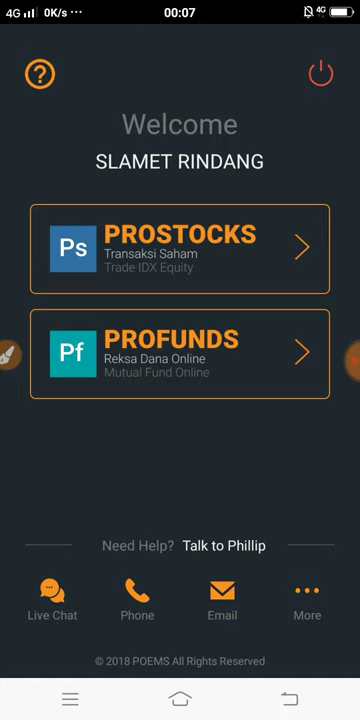 4G 0K/s ··· 00:07 4G
?
Welcome
SLAMET RINDANG
Ps
PROSTOCKS
Transaksi Saham
Trade IDX Equity
Pf
PROFUNDS
Reksa Dana Online
Mutual Fund Online
Need Help? Talk to Phillip
Live Chat Phone Email More
© 2018 POEMS All Rights Reserved